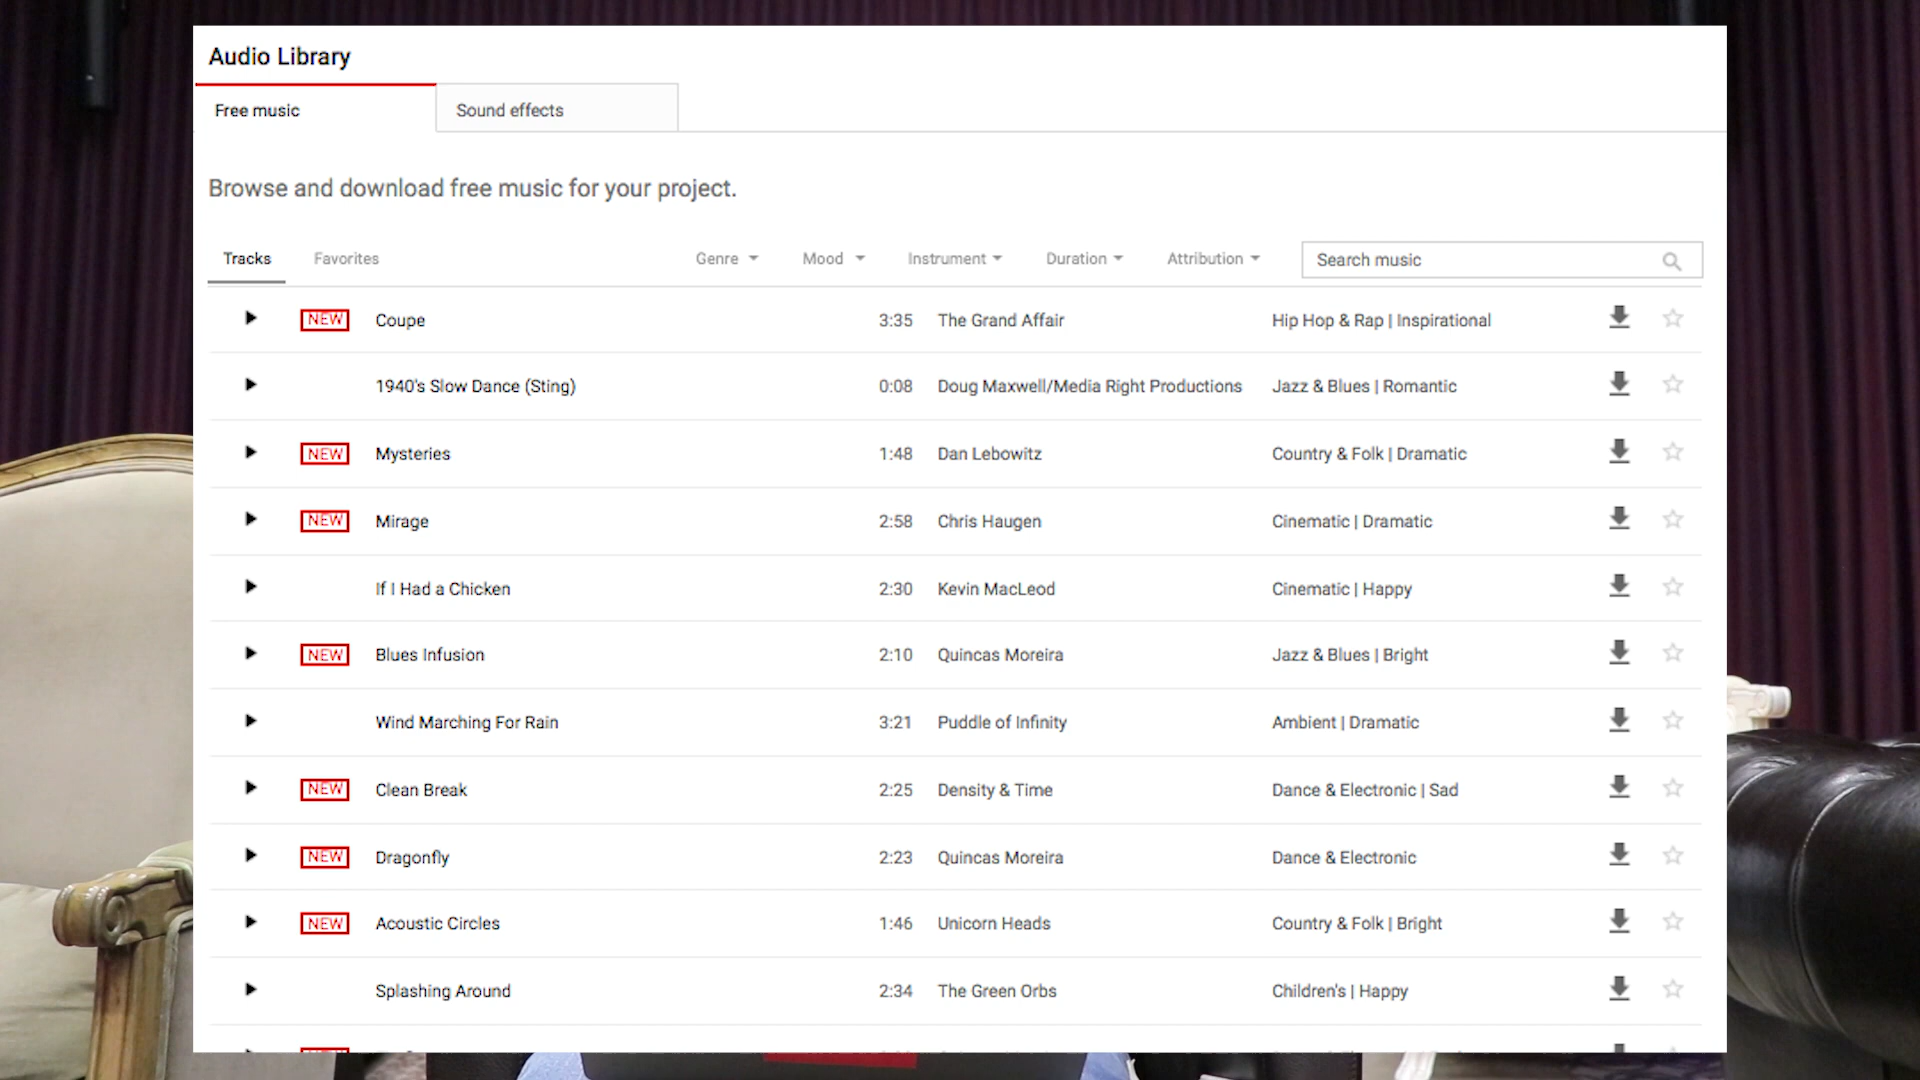 Audio Library
Free music Sound effects
Browse and download free music for your project.
Tracks Favorites Genre Mood Instrument Duration Attribution Search music
NEW Coupe 3:35 The Grand Affair Hip Hop & Rap | Inspirational
1940's Slow Dance (Sting) 0:08 Doug Maxwell/Media Right Productions Jazz & Blues | Romantic
NEW Mysteries 1:48 Dan Lebowitz Country & Folk | Dramatic
NEW Mirage 2:58 Chris Haugen Cinematic | Dramatic
If I Had a Chicken 2:30 Kevin MacLeod Cinematic | Happy
NEW Blues Infusion 2:10 Quincas Moreira Jazz & Blues | Bright
Wind Marching For Rain 3:21 Puddle of Infinity Ambient | Dramatic
NEW Clean Break 2:25 Density & Time Dance & Electronic | Sad
NEW Dragonfly 2:23 Quincas Moreira Dance & Electronic
NEW Acoustic Circles 1:46 Unicorn Heads Country & Folk | Bright
Splashing Around 2:34 The Green Orbs Children's | Happy